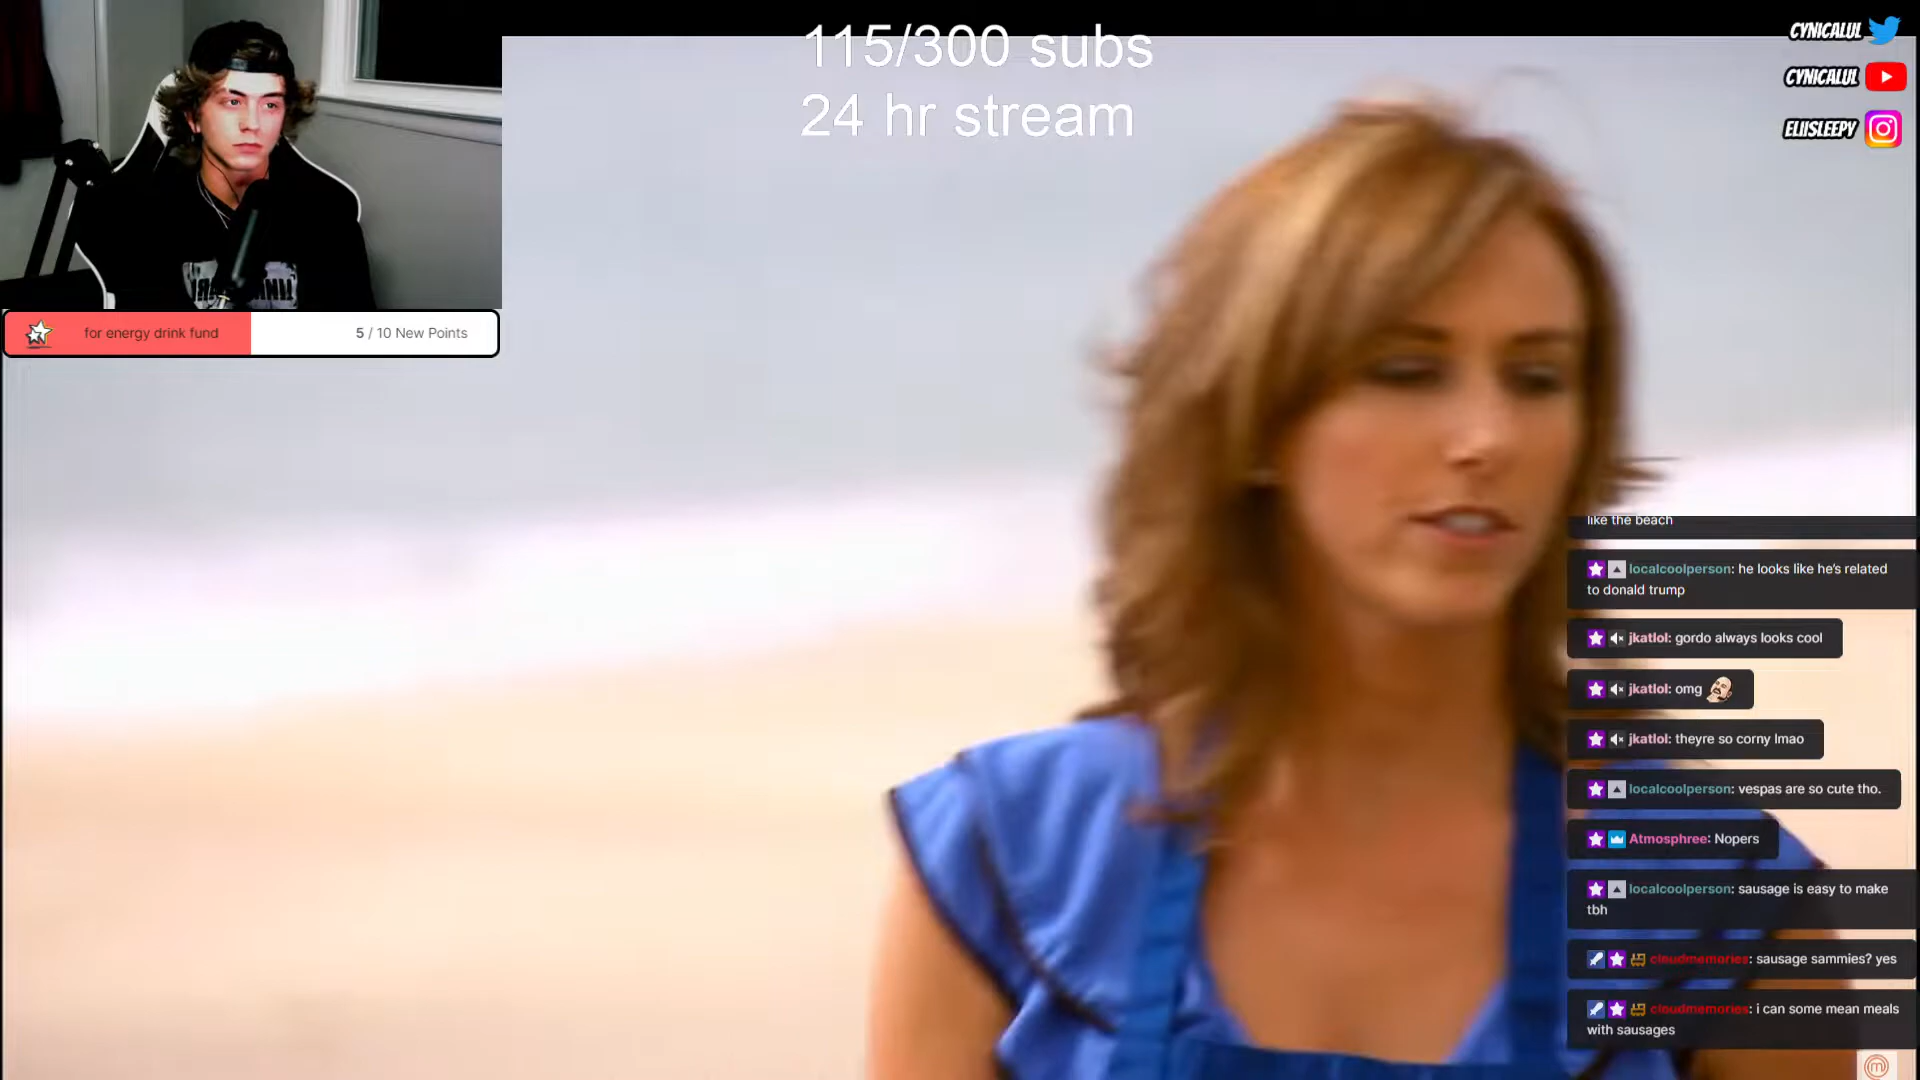 115/300 subs
24 hr stream
CYNICALUL
CYNICALUL
ELIISLEEPY
for energy drink fund
5 / 10 New Points
like the beach
localcoolperson: he looks like he's related
to donald trump
jkatlol: gordo always looks cool
jkatlol: omg
jkatlol: theyre so corny lmao
localcoolperson: vespas are so cute tho.
Atmosphree: Nopers
localcoolperson: sausage is easy to make
tbh
cloudmemories: sausage sammies? yes
cloudmemories: i can some mean meals
with sausages